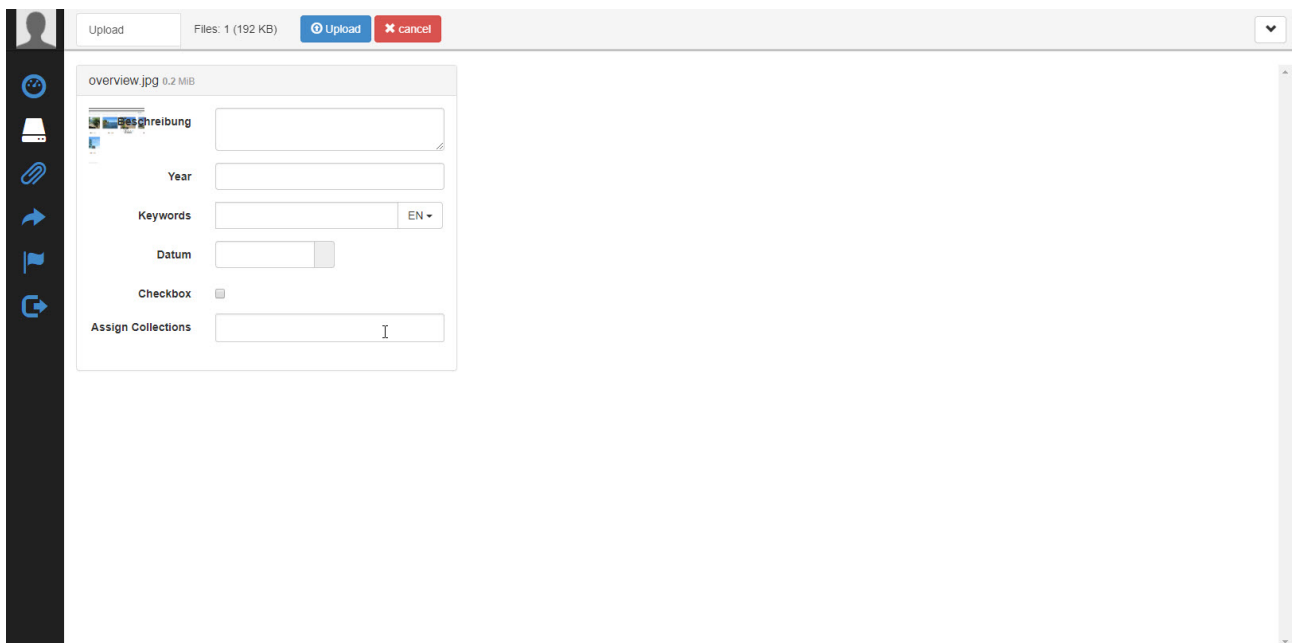 Upload Files: 1 (192 KB) Upload cancel
overview.jpg 0.2 MiB
Beschreibung
Year
Keywords EN
Datum
Checkbox
Assign Collections